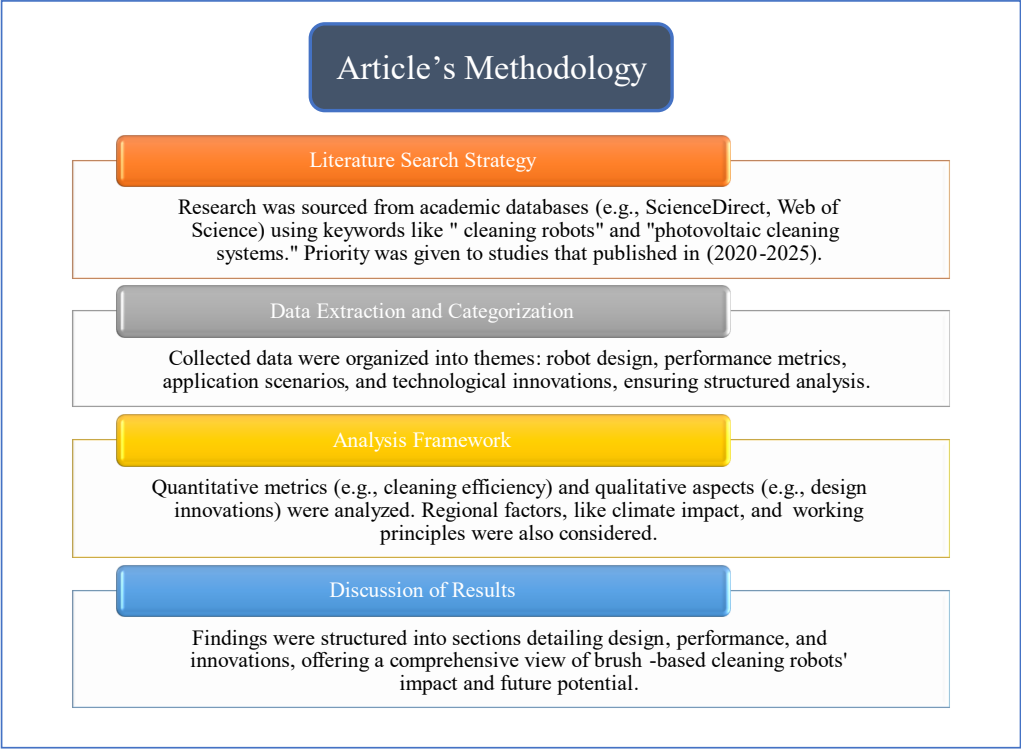 Article’s Methodology
Literature Search Strategy
Research was sourced from academic databases (e.g., ScienceDirect, Web of
Science) using keywords like " cleaning robots" and "photovoltaic cleaning
systems." Priority was given to studies that published in (2020-2025).
Data Extraction and Categorization
Collected data were organized into themes: robot design, performance metrics,
application scenarios, and technological innovations, ensuring structured analysis.
Analysis Framework
Quantitative metrics (e.g., cleaning efficiency) and qualitative aspects (e.g., design
innovations) were analyzed. Regional factors, like climate impact, and  working
principles were also considered.
Discussion of Results
Findings were structured into sections detailing design, performance, and
innovations, offering a comprehensive view of brush -based cleaning robots'
impact and future potential.